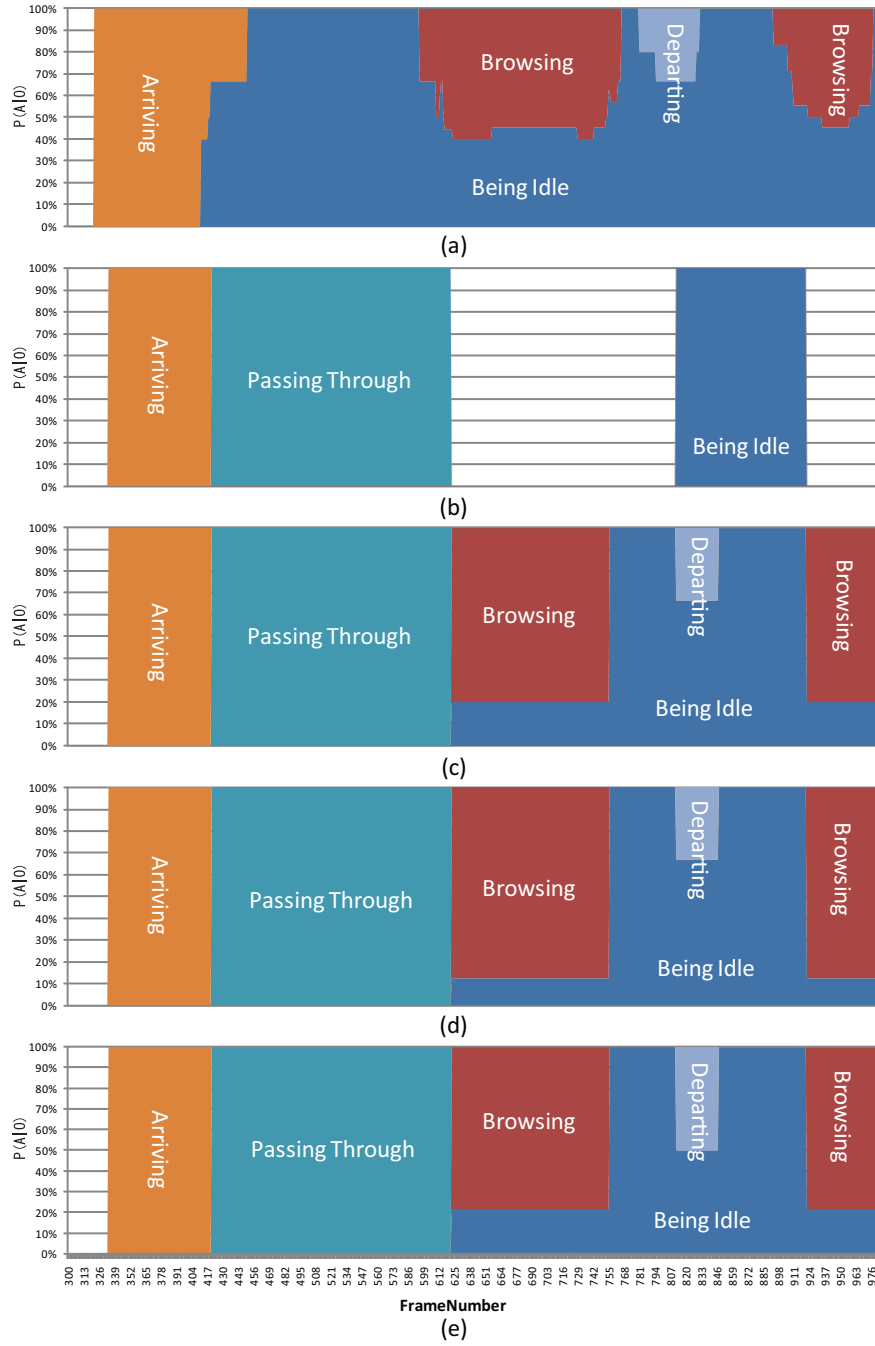 100%
90%
80%
70%
60%
50%
40%
30%
20%
10%
0%
P(A|O)
Arriving
Browsing
Departing
Browsing
Being Idle
(a)
100%
90%
80%
70%
60%
50%
40%
30%
20%
10%
0%
P(A|O)
Arriving
Passing Through
Being Idle
(b)
100%
90%
80%
70%
60%
50%
40%
30%
20%
10%
0%
P(A|O)
Arriving
Passing Through
Browsing
Departing
Browsing
Being Idle
(c)
100%
90%
80%
70%
60%
50%
40%
30%
20%
10%
0%
P(A|O)
Arriving
Passing Through
Browsing
Departing
Browsing
Being Idle
(d)
100%
90%
80%
70%
60%
50%
40%
30%
20%
10%
0%
P(A|O)
Arriving
Passing Through
Browsing
Departing
Browsing
Being Idle
300 313 326 339 352 365 378 391 404 417 430 443 456 469 482 495 508 521 534 547 560 573 586 599 612 625 638 651 664 677 690 703 716 729 742 755 768 781 794 807 820 833 846 859 872 885 898 911 924 937 950 963 976
FrameNumber
(e)